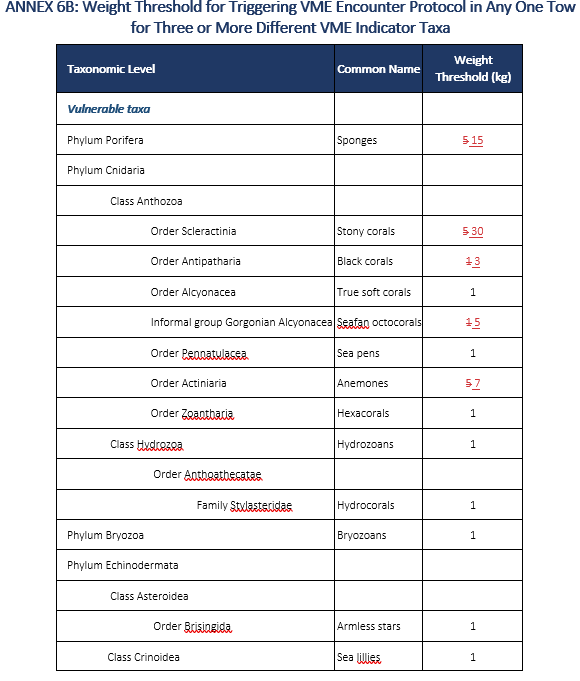 ANNEX 6B: Weight Threshold for Triggering VME Encounter Protocol in Any One Tow
for Three or More Different VME Indicator Taxa
Taxonomic Level Common Name Weight Threshold (kg)
Vulnerable taxa
Phylum Porifera Sponges 5 15
Phylum Cnidaria
Class Anthozoa
Order Scleractinia Stony corals 5 30
Order Antipatharia Black corals 1 3
Order Alcyonacea True soft corals 1
Informal group Gorgonian Alcyonacea Seafan octocorals 1 5
Order Pennatulacea Sea pens 1
Order Actiniaria Anemones 5 7
Order Zoantharia Hexacorals 1
Class Hydrozoa Hydrozoans 1
Order Anthoathecatae
Family Stylasteridae Hydrocorals 1
Phylum Bryozoa Bryozoans 1
Phylum Echinodermata
Class Asteroidea
Order Brisingida Armless stars 1
Class Crinoidea Sea lillies 1